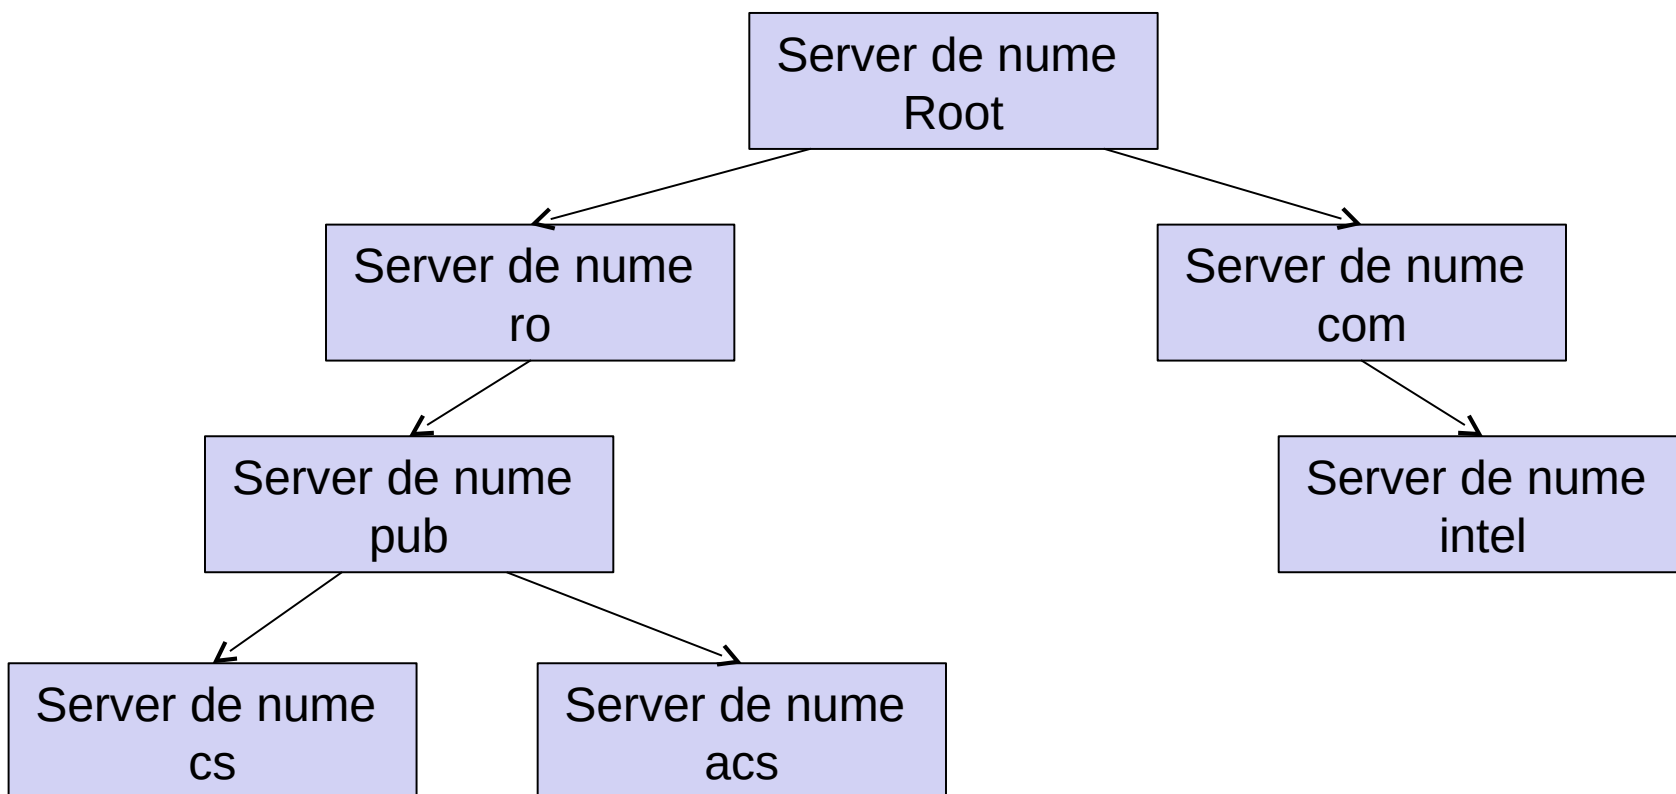 Server de nume
Root
Server de nume
ro
Server de nume
com
Server de nume
pub
Server de nume
intel
Server de nume
cs
Server de nume
acs